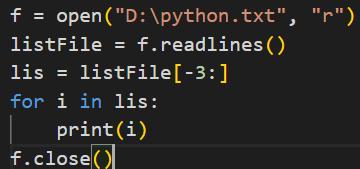 f = open("D:\python.txt", "r")
listFile = f.readlines()
lis = listFile[-3:]
for i in lis:
    print(i)
f.close()